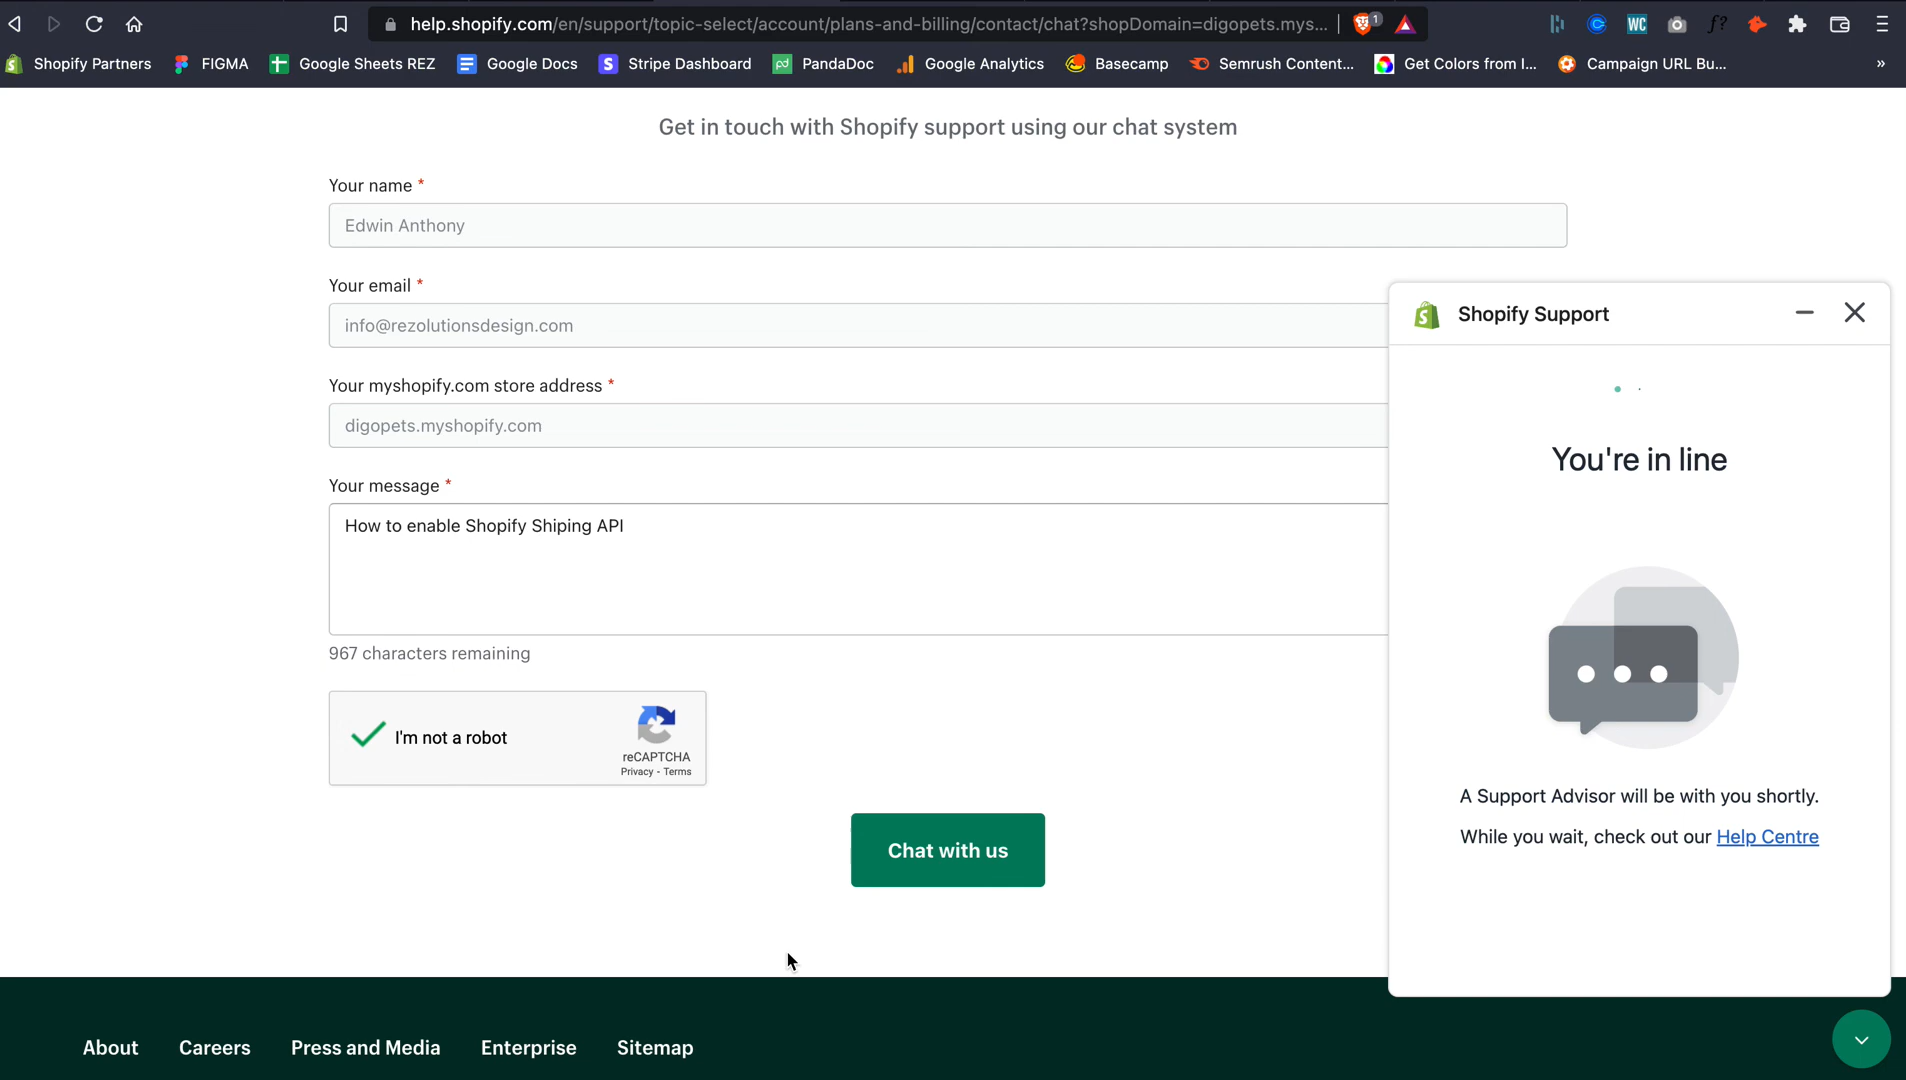 help.shopify.com/en/support/topic-select/account/plans-and-billing/contact/chat?shopDomain=digopets.mys...
1
WC
f?
Shopify Partners
FIGMA
Google Sheets REZ
Google Docs
S
Stripe Dashboard
pd
PandaDoc
Google Analytics
Basecamp
Semrush Content...
Get Colors from I...
Campaign URL Bu...
»
Get in touch with Shopify support using our chat system
Your name *
Edwin Anthony
Your email *
info@rezolutionsdesign.com
Your myshopify.com store address *
digopets.myshopify.com
Your message *
How to enable Shopify Shiping API
967 characters remaining
I'm not a robot
reCAPTCHA
Privacy - Terms
Chat with us
Shopify Support
You're in line
A Support Advisor will be with you shortly.
While you wait, check out our Help Centre
About
Careers
Press and Media
Enterprise
Sitemap